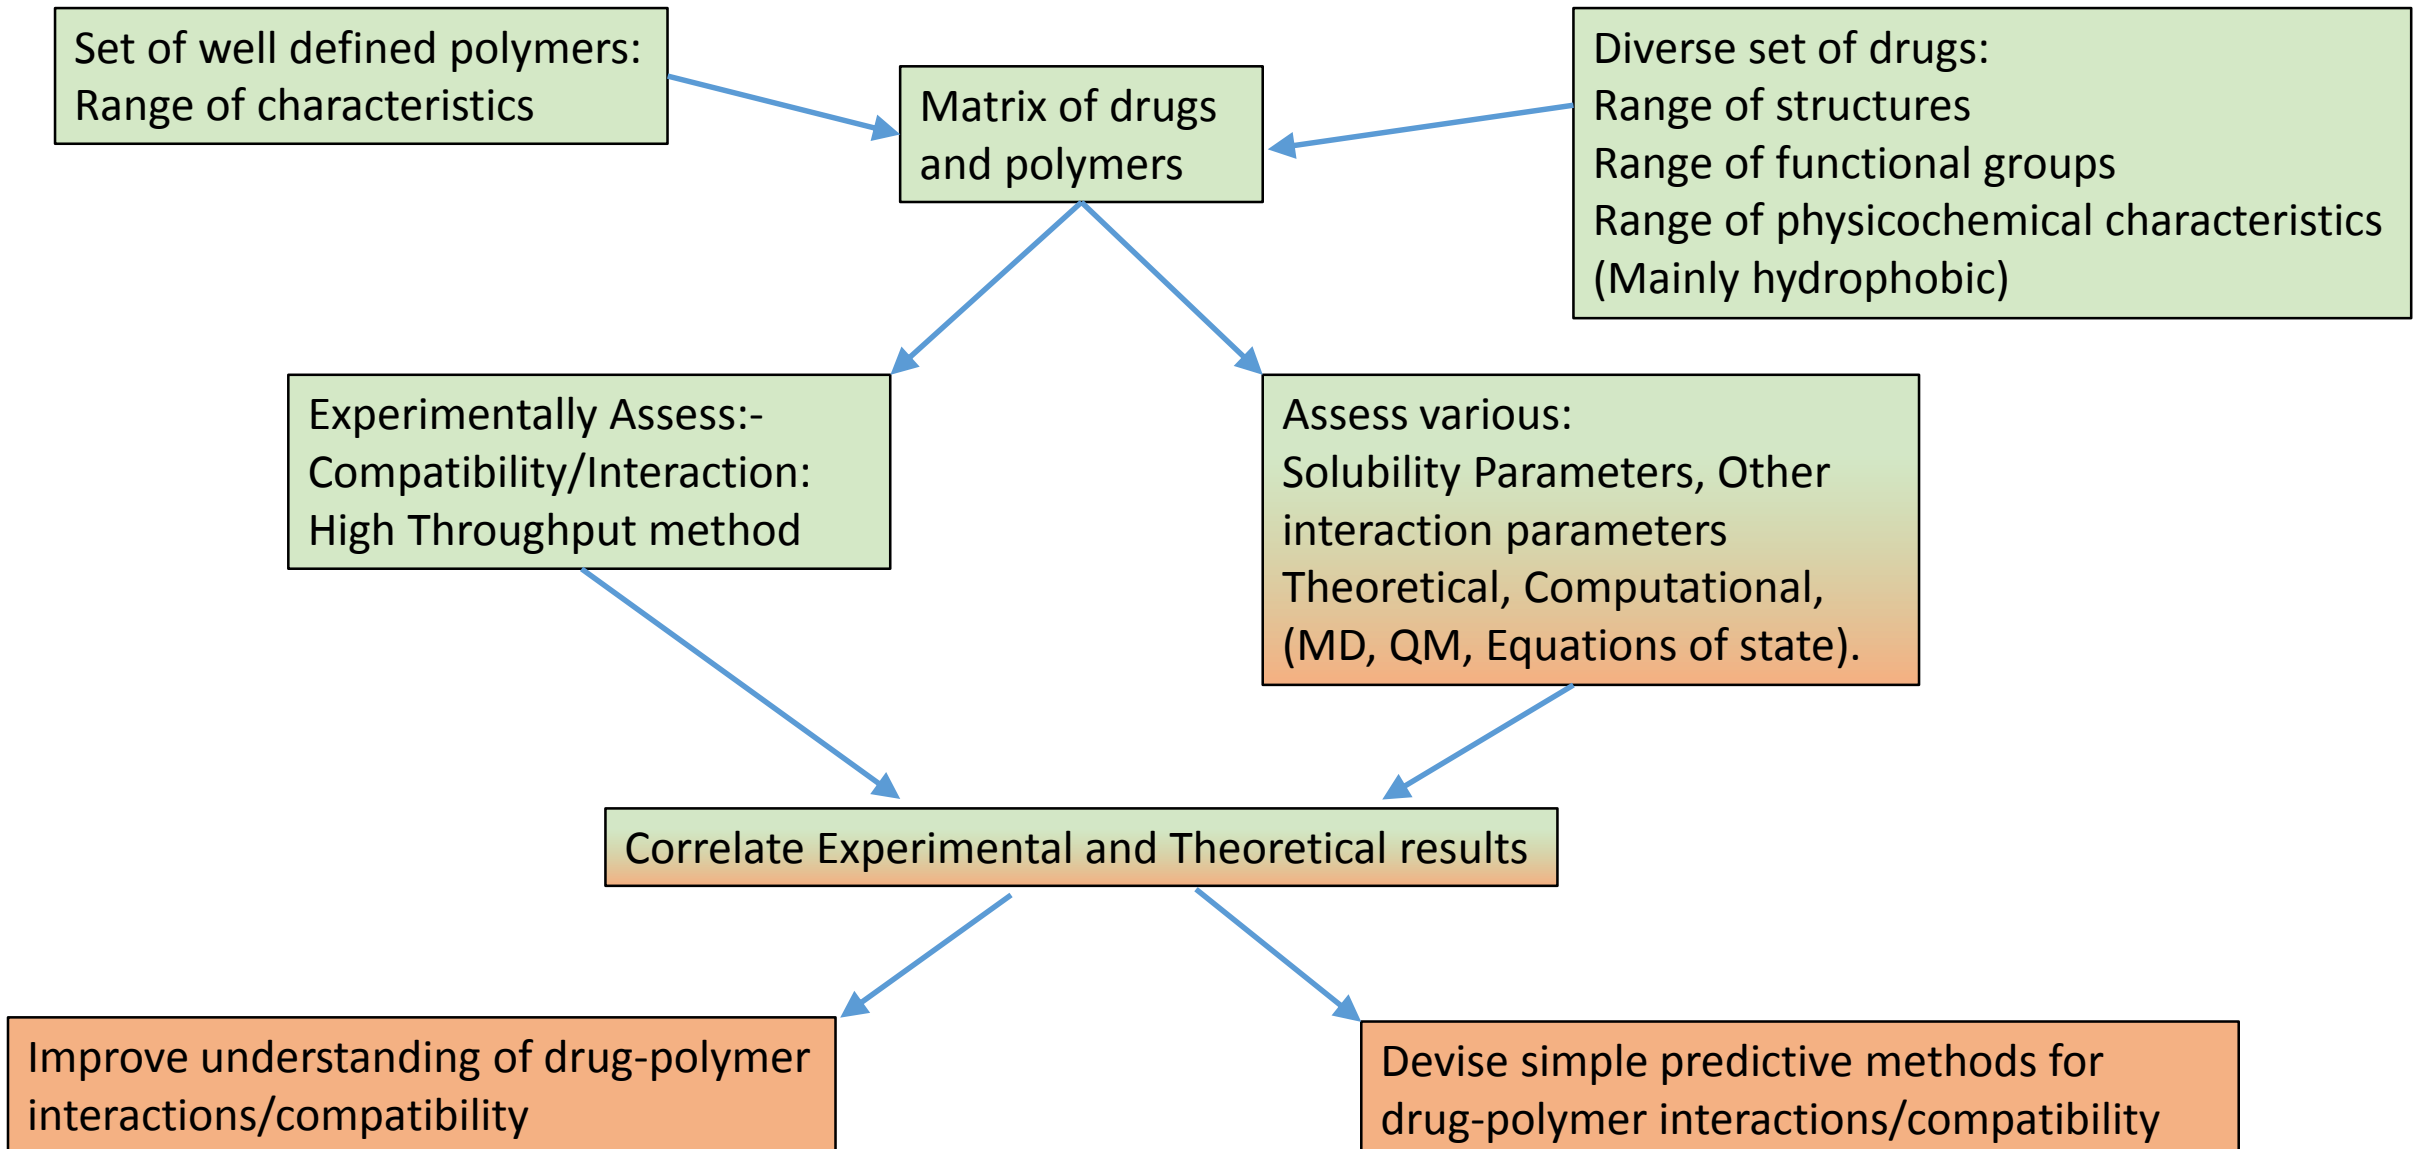 Set of well defined polymers:
Range of characteristics
Matrix of drugs
and polymers
Diverse set of drugs:
Range of structures
Range of functional groups
Range of physicochemical characteristics
(Mainly hydrophobic)
Experimentally Assess:-
Compatibility/Interaction:
High Throughput method
Assess various:
Solubility Parameters, Other
interaction parameters
Theoretical, Computational,
(MD, QM, Equations of state).
Correlate Experimental and Theoretical results
Improve understanding of drug-polymer
interactions/compatibility
Devise simple predictive methods for
drug-polymer interactions/compatibility